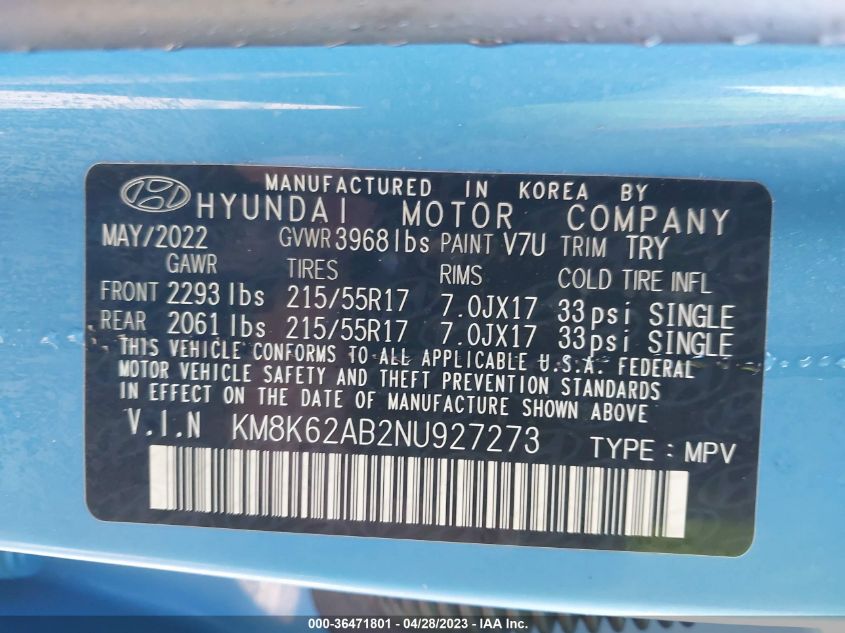 MANUFACTURED IN KOREA BY
HYUNDAI MOTOR COMPANY
MAY/2022 GVWR 3968lbs PAINT V7U TRIM TRY
GAWR TIRES RIMS COLD TIRE INFL
FRONT 2293lbs 215/55R17 7.0JX17 33psi SINGLE
REAR 2061lbs 215/55R17 7.0JX17 33psi SINGLE
THIS VEHICLE CONFORMS TO ALL APPLICABLE U.S.A. FEDERAL
MOTOR VEHICLE SAFETY AND THEFT PREVENTION STANDARDS
IN EFFECT ON THE DATE OF MANUFACTURE SHOWN ABOVE
V.I.N KM8K62AB2NU927273 TYPE : MPV
000-36471801 - 04/28/2023 - IAA Inc.